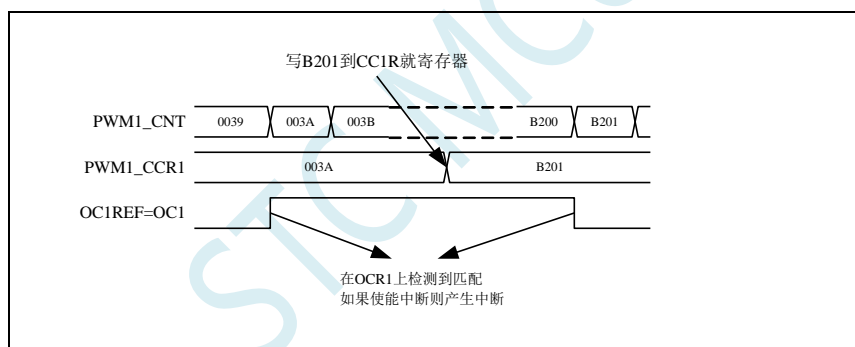 写B201到CC1R就寄存器
PWM1_CNT 0039 003A 003B B200 B201
PWM1_CCR1 003A B201
OC1REF=OC1
在OCR1上检测到匹配
如果使能中断则产生中断
STC MC